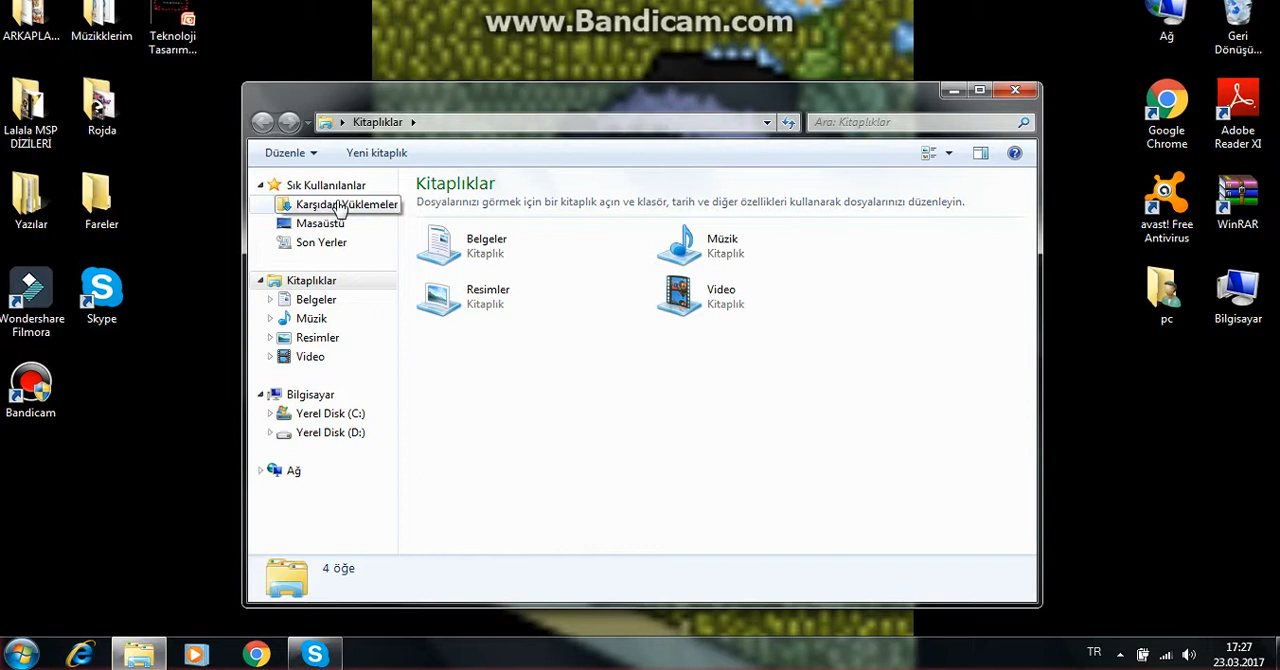 www.Bandicam.com
ARKAPLA...
Müzikklerim
Teknoloji
Tasarım...
Ağ
Geri
Dönüşü...
Lalala MSP
DİZİLERİ
Rojda
Google
Chrome
Adobe
Reader XI
Yazılar
Fareler
avast! Free
Antivirus
WinRAR
Wondershare
Filmora
Skype
pc
Bilgisayar
Bandicam
Kitaplıklar
Ara: Kitaplıklar
Düzenle
Yeni kitaplık
Sık Kullanılanlar
Karşıdan Yüklemeler
Masaüstü
Son Yerler
Kitaplıklar
Belgeler
Müzik
Resimler
Video
Bilgisayar
Yerel Disk (C:)
Yerel Disk (D:)
Ağ
Kitaplıklar
Dosyalarınızı görmek için bir kitaplık açın ve klasör, tarih ve diğer özellikleri kullanarak dosyalarınızı düzenleyin.
Belgeler
Kitaplık
Müzik
Kitaplık
Resimler
Kitaplık
Video
Kitaplık
4 öğe
TR
17:27
23.03.2017